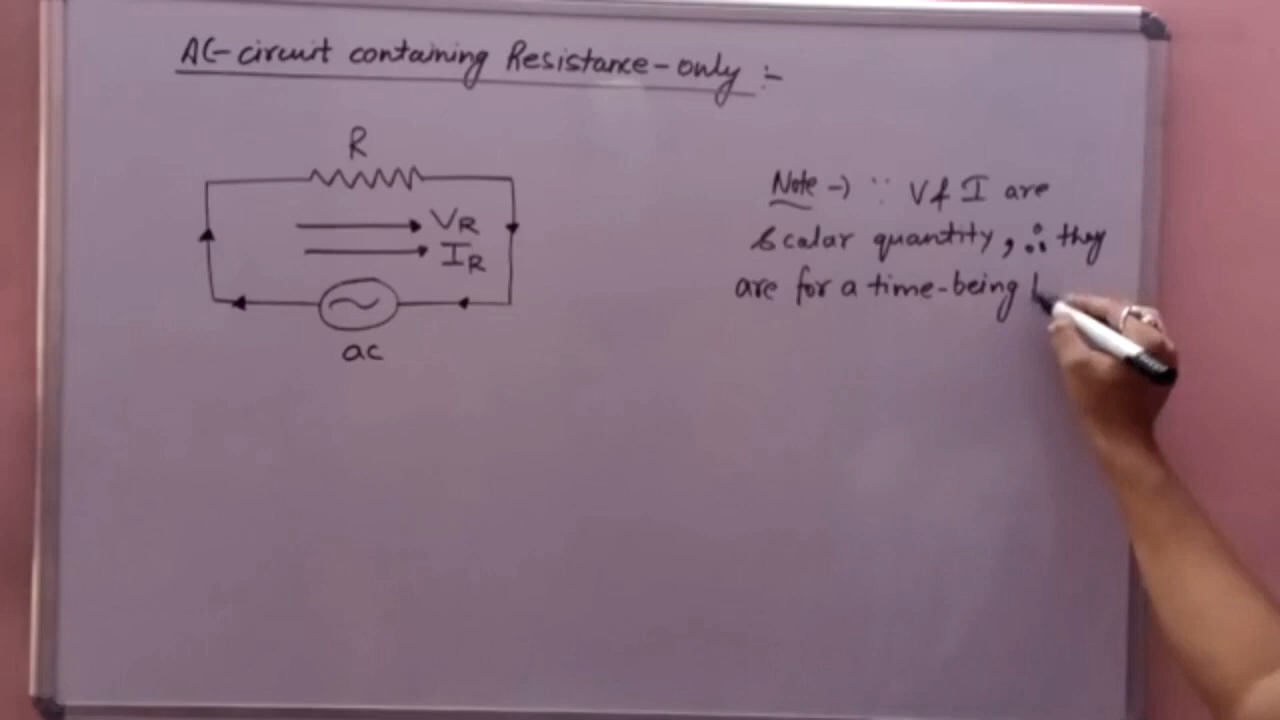 AC-circuit containing Resistance-only :-
R
VR
IR
ac
Note → ∵ V & I are
scalar quantity, ∴ they
are for a time-being